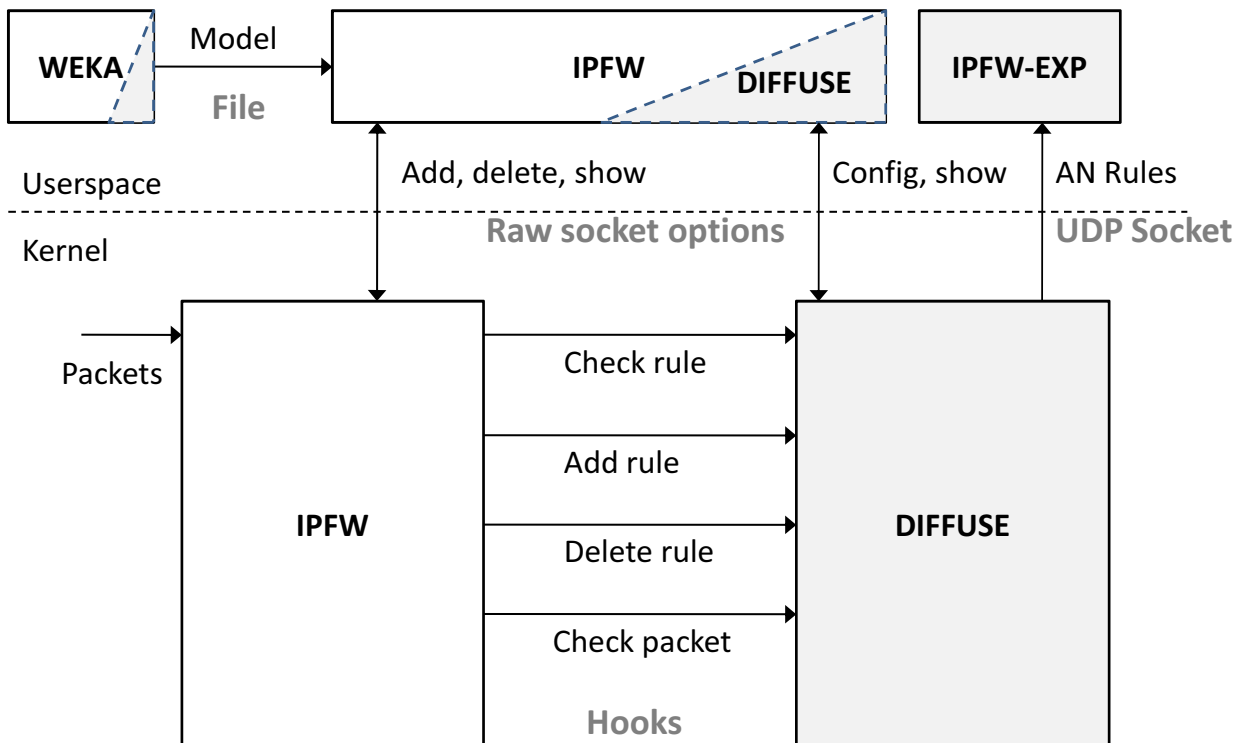 WEKA
Model
File
IPFW
DIFFUSE
IPFW-EXP
Userspace
Add, delete, show
Config, show
AN Rules
Kernel
Raw socket options
UDP Socket
Packets
Check rule
Add rule
IPFW
DIFFUSE
Delete rule
Check packet
Hooks